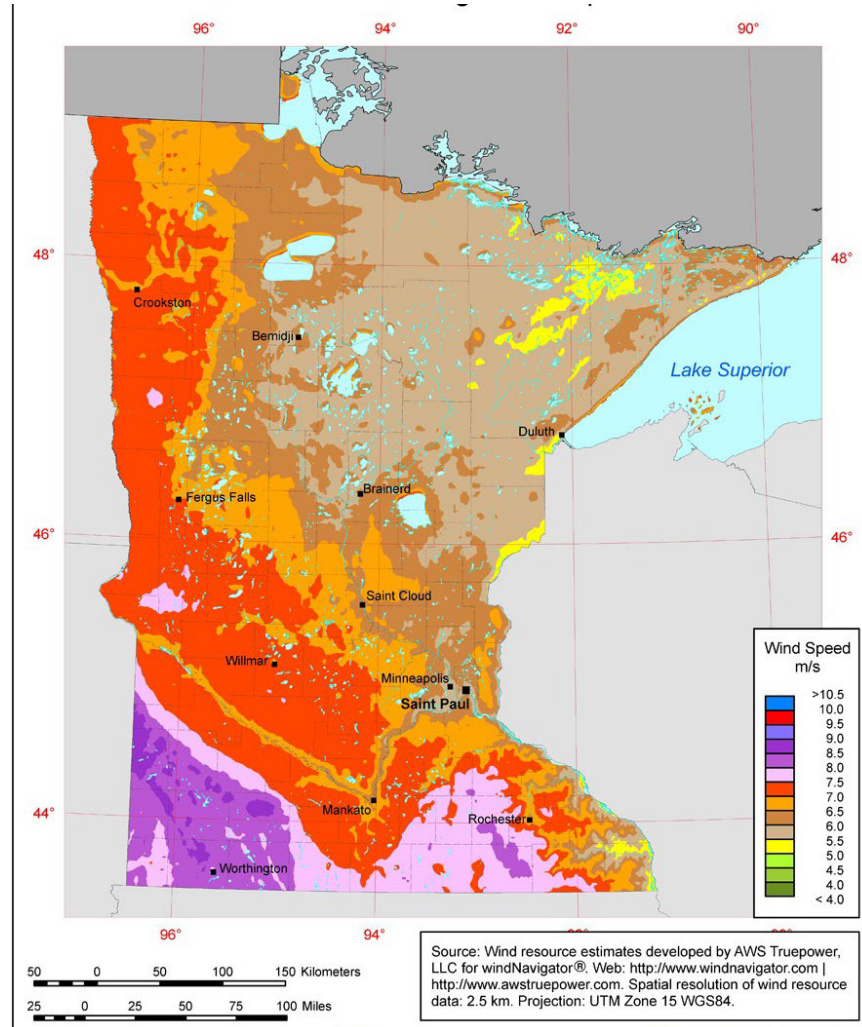 96°
94°
92°
90°
48°
48°
Crookston
Bemidji
Lake Superior
Duluth
Fergus Falls
Brainerd
46°
46°
Saint Cloud
Willmar
Minneapolis
Saint Paul
Wind Speed
m/s
>10.5
10.0
9.5
9.0
8.5
8.0
7.5
7.0
6.5
6.0
5.5
5.0
4.5
4.0
< 4.0
44°
Mankato
Rochester
Worthington
96°
94°
50 0 50 100 150 Kilometers
25 0 25 50 75 100 Miles
Source: Wind resource estimates developed by AWS Truepower,
LLC for windNavigator®. Web: http://www.windnavigator.com |
http://www.awstruepower.com. Spatial resolution of wind resource
data: 2.5 km. Projection: UTM Zone 15 WGS84.